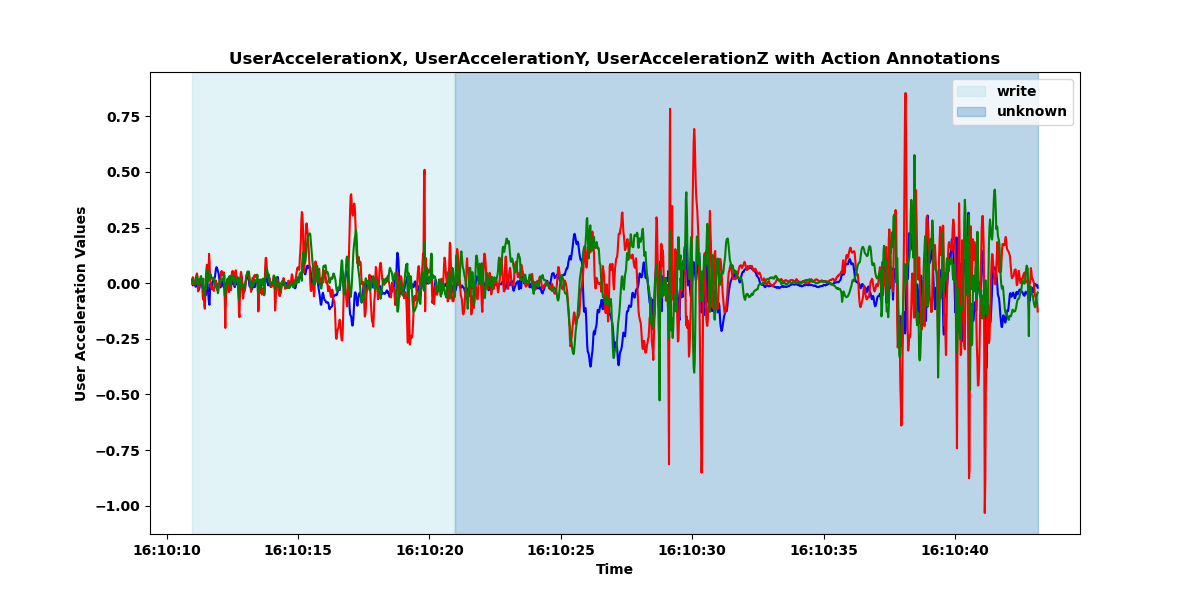 UserAccelerationX, UserAccelerationY, UserAccelerationZ with Action Annotations
write
unknown
0.75
0.50
0.25
0.00
−0.25
−0.50
−0.75
−1.00
User Acceleration Values
16:10:10 16:10:15 16:10:20 16:10:25 16:10:30 16:10:35 16:10:40
Time